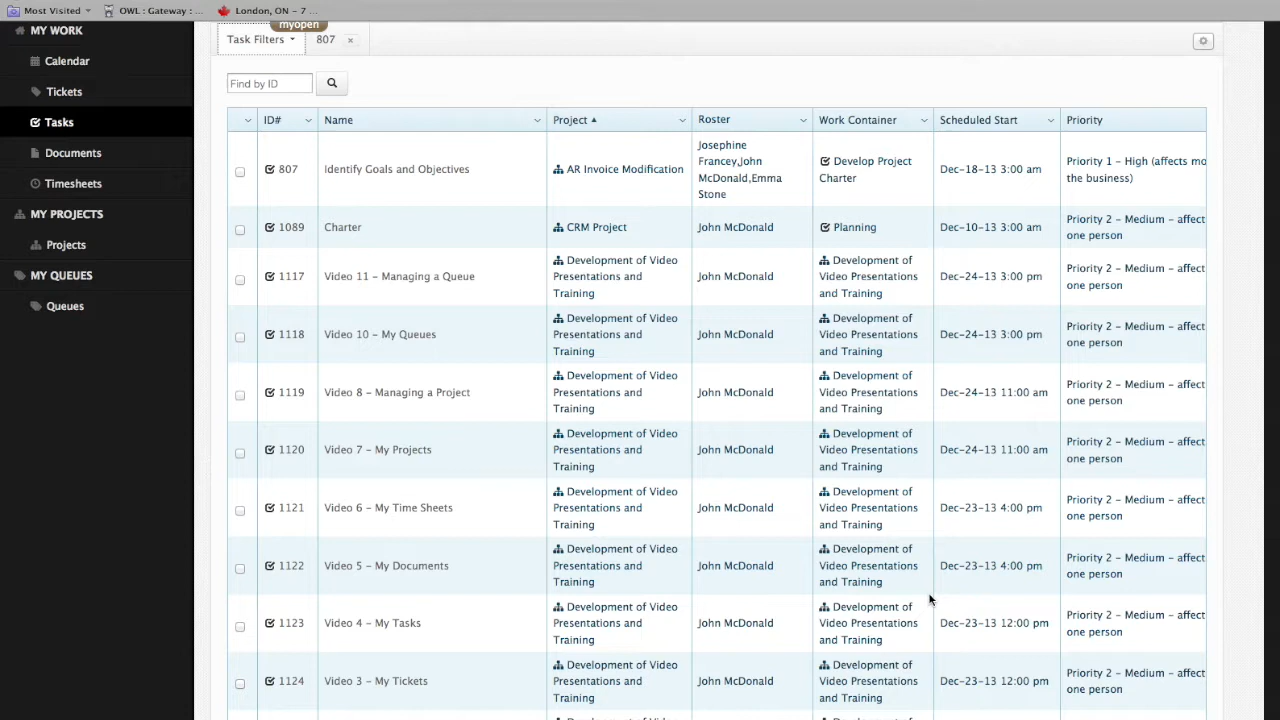 Most Visited
OWL : Gateway : ...
London, ON - 7 ...
MY WORK
Calendar
Tickets
Tasks
Documents
Timesheets
MY PROJECTS
Projects
MY QUEUES
Queues
myopen
Task Filters
807 ×
Find by ID
ID# Name Project Roster Work Container Scheduled Start Priority
807 Identify Goals and Objectives AR Invoice Modification
Josephine
Francey,John
McDonald,Emma
Stone
Develop Project
Charter
Dec-18-13 3:00 am
Priority 1 - High (affects mo
the business)
1089 Charter CRM Project John McDonald Planning Dec-10-13 3:00 am
Priority 2 - Medium - affect
one person
1117 Video 11 - Managing a Queue
Development of Video
Presentations and
Training
John McDonald
Development of
Video Presentations
and Training
Dec-24-13 3:00 pm
Priority 2 - Medium - affect
one person
1118 Video 10 - My Queues
Development of Video
Presentations and
Training
John McDonald
Development of
Video Presentations
and Training
Dec-24-13 3:00 pm
Priority 2 - Medium - affect
one person
1119 Video 8 - Managing a Project
Development of Video
Presentations and
Training
John McDonald
Development of
Video Presentations
and Training
Dec-24-13 11:00 am
Priority 2 - Medium - affect
one person
1120 Video 7 - My Projects
Development of Video
Presentations and
Training
John McDonald
Development of
Video Presentations
and Training
Dec-24-13 11:00 am
Priority 2 - Medium - affect
one person
1121 Video 6 - My Time Sheets
Development of Video
Presentations and
Training
John McDonald
Development of
Video Presentations
and Training
Dec-23-13 4:00 pm
Priority 2 - Medium - affect
one person
1122 Video 5 - My Documents
Development of Video
Presentations and
Training
John McDonald
Development of
Video Presentations
and Training
Dec-23-13 4:00 pm
Priority 2 - Medium - affect
one person
1123 Video 4 - My Tasks
Development of Video
Presentations and
Training
John McDonald
Development of
Video Presentations
and Training
Dec-23-13 12:00 pm
Priority 2 - Medium - affect
one person
1124 Video 3 - My Tickets
Development of Video
Presentations and
Training
John McDonald
Development of
Video Presentations
and Training
Dec-23-13 12:00 pm
Priority 2 - Medium - affect
one person